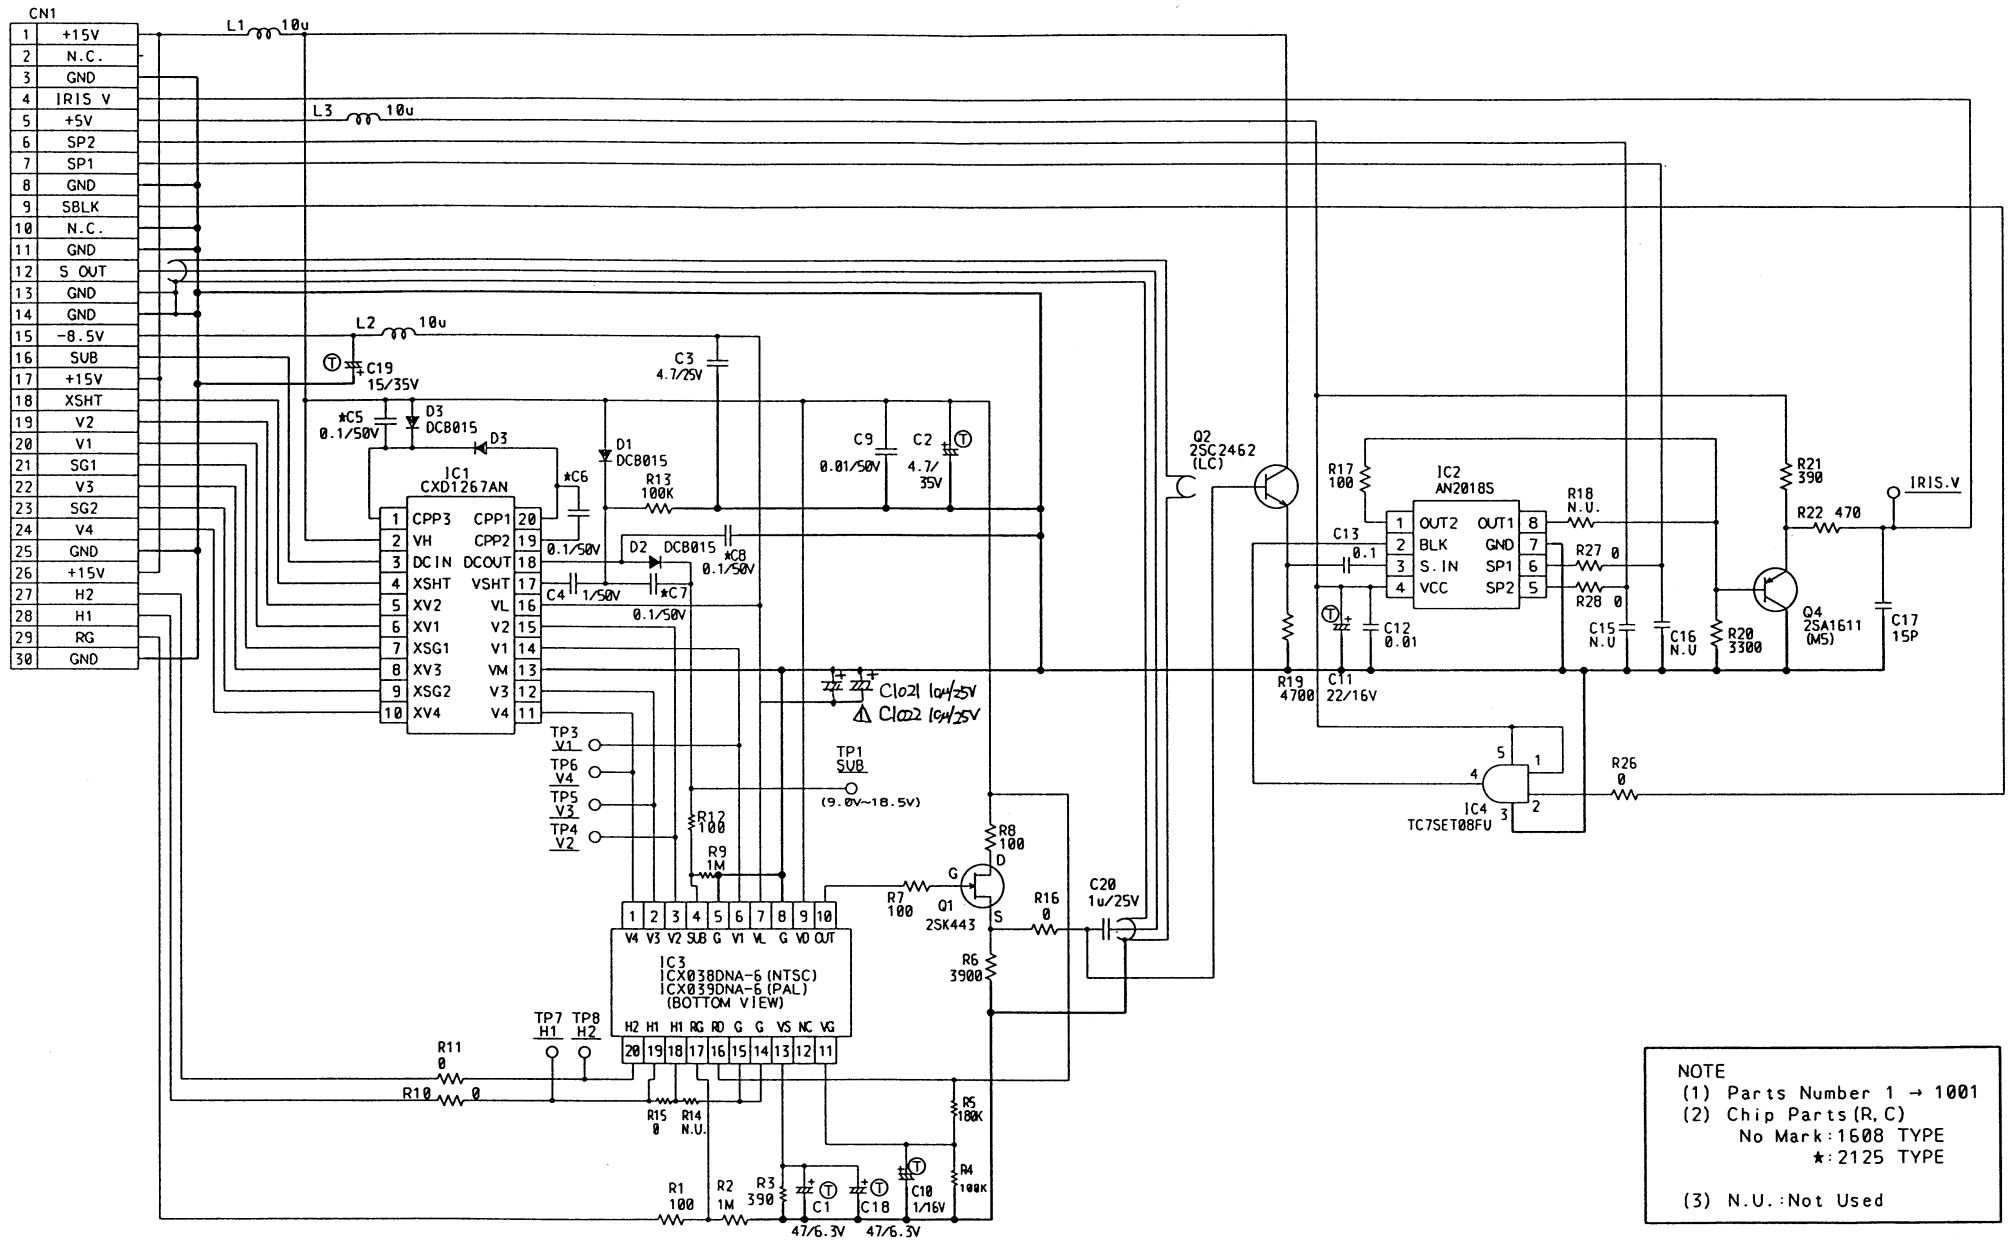 CN1
1 +15V
2 N.C.
3 GND
4 IRIS V
5 +5V
6 SP2
7 SP1
8 GND
9 SBLK
10 N.C.
11 GND
12 S OUT
13 GND
14 GND
15 -8.5V
16 SUB
17 +15V
18 XSHT
19 V2
20 V1
21 SG1
22 V3
23 SG2
24 V4
25 GND
26 +15V
27 H2
28 H1
29 RG
30 GND
L1 10u
L3 10u
L2 10u
T
C19
15/35V
C3
4.7/25V
★C5
0.1/50V
D3
DCB015
D3
★C6
0.1/50V
D1
DCB015
R13
100K
C9
0.01/50V
C2
4.7/
35V
T
IC1
CXD1267AN
1 CPP3 CPP1 20
2 VH CPP2 19
3 DCIN DCOUT 18
4 XSHT VSHT 17
5 XV2 VL 16
6 XV1 V2 15
7 XSG1 V1 14
8 XV3 VM 13
9 XSG2 V3 12
10 XV4 V4 11
D2 DCB015
★C8
0.1/50V
C4 1/50V
★C7
0.1/50V
C1021 10μ/25V
C1022 10μ/25V
TP3
V1
TP6
V4
TP5
V3
TP4
V2
TP1
SUB
(9.0V~18.5V)
R12
100
R9
1M
R8
100
D
G
S
Q1
2SK443
R7
100
R16
0
C20
1u/25V
R6
3900
1 2 3 4 5 6 7 8 9 10
V4 V3 V2 SUB G V1 VL G VD OUT
IC3
ICX038DNA-6(NTSC)
ICX039DNA-6(PAL)
(BOTTOM VIEW)
H2 H1 H1 RG RD G G VS NC VG
20 19 18 17 16 15 14 13 12 11
TP7
H1
TP8
H2
R11
0
R10 0
R15
0
R14
N.U.
R5
180K
R4
100K
R1
100
R2
1M
R3
390
T
C1
47/6.3V
T
C18
47/6.3V
T
C10
1/16V
Q2
2SC2462
(LC)
R17
100
IC2
AN2018S
1 OUT2 OUT1 8
2 BLK GND 7
3 S.IN SP1 6
4 VCC SP2 5
R18
N.U.
R27 0
R28 0
C13
0.1
T
C11
22/16V
C12
0.01
R19
4700
C15
N.U
C16
N.U
R20
3300
R21
390
R22 470
IRIS.V
Q4
2SA1611
(M5)
C17
15P
5
1
4
2
3
IC4
TC7SET08FU
R26
0
NOTE
(1) Parts Number 1 → 1001
(2) Chip Parts(R,C)
No Mark:1608 TYPE
★:2125 TYPE
(3) N.U.:Not Used